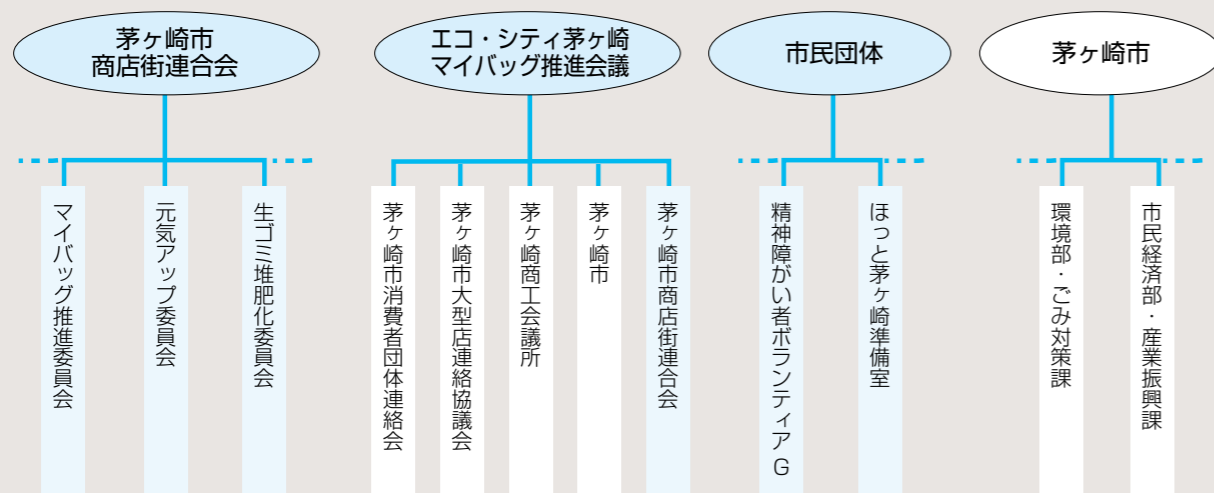 茅ヶ崎市
商店街連合会
エコ・シティ茅ヶ崎
マイバッグ推進会議
市民団体
茅ヶ崎市
マイバッグ推進委員会
元気アップ委員会
生ゴミ堆肥化委員会
茅ヶ崎市消費者団体連絡会
茅ヶ崎市大型店連絡協議会
茅ヶ崎商工会議所
茅ヶ崎市
茅ヶ崎市商店街連合会
精神障がい者ボランティアG
ほっと茅ヶ崎準備室
環境部・ごみ対策課
市民経済部・産業振興課